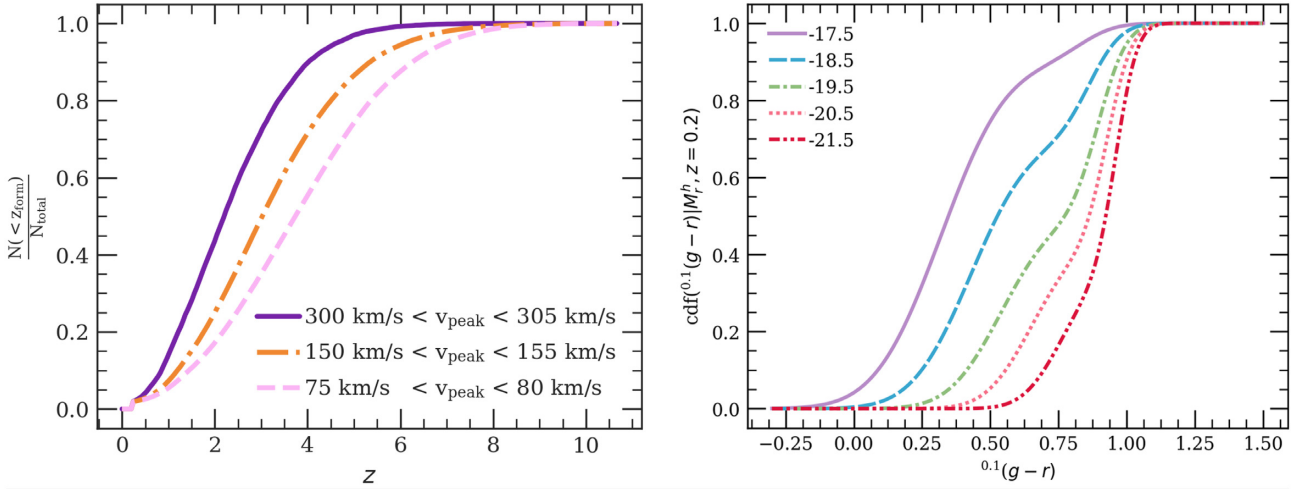 1.0
0.8
0.6
0.4
0.2
0.0
N(< z_form)
N_total
300 km/s < v_peak < 305 km/s
150 km/s < v_peak < 155 km/s
75 km/s < v_peak < 80 km/s
0 2 4 6 8 10
z
1.0
0.8
0.6
0.4
0.2
0.0
cdf(^0.1(g − r)|M_r^h, z = 0.2)
-17.5
-18.5
-19.5
-20.5
-21.5
−0.25 0.00 0.25 0.50 0.75 1.00 1.25 1.50
^0.1(g − r)